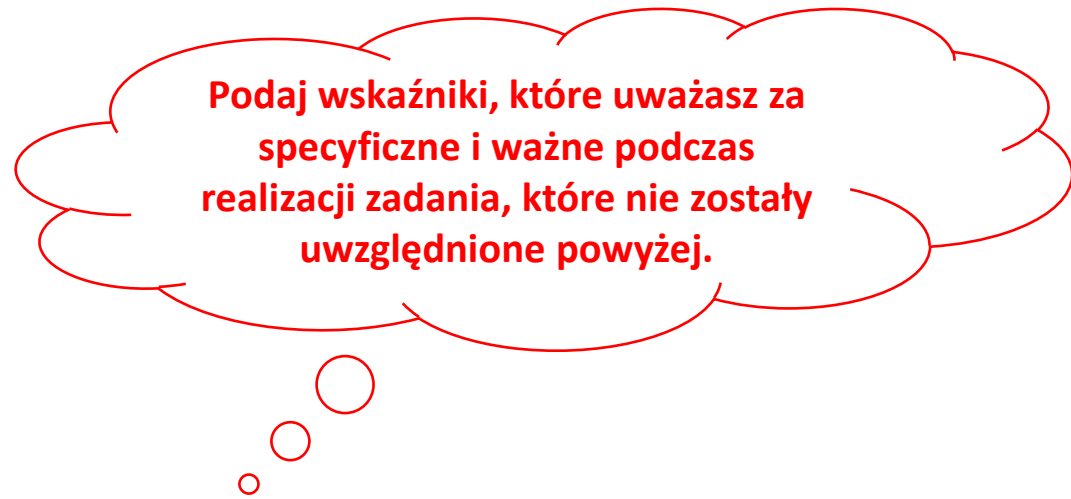 Podaj wskaźniki, które uważasz za
specyficzne i ważne podczas
realizacji zadania, które nie zostały
uwzględnione powyżej.